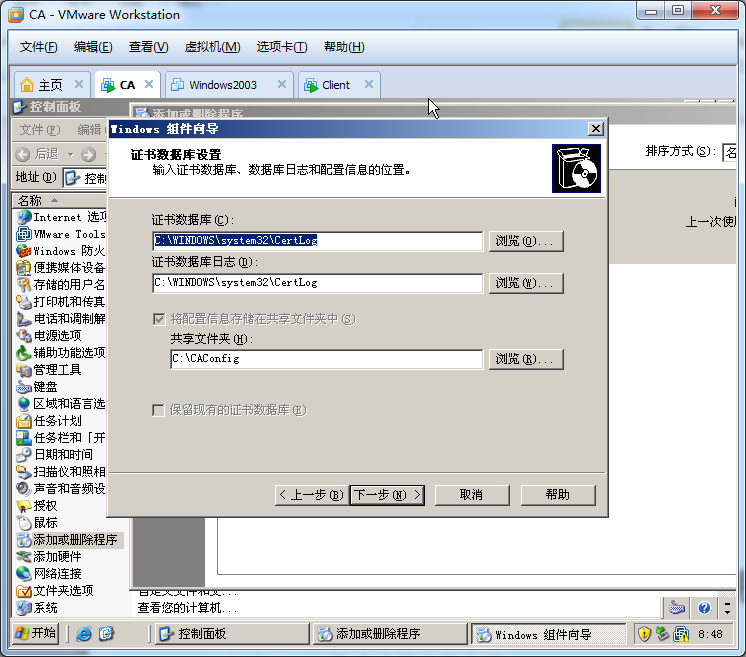 CA - VMware Workstation
文件(F) 编辑(E) 查看(V) 虚拟机(M) 选项卡(T) 帮助(H)
主页 CA Windows2003 Client
控制面板
添加或删除程序
文件(F) 编辑
后退
排序方式(S):
地址(D) 控制
名称
Windows 组件向导
证书数据库设置
输入证书数据库、数据库日志和配置信息的位置。
证书数据库(C):
C:\WINDOWS\system32\CertLog
浏览(O)...
证书数据库日志(D):
C:\WINDOWS\system32\CertLog
浏览(W)...
将配置信息存储在共享文件夹中(S)
共享文件夹(H):
C:\CAConfig
浏览(R)...
保留现有的证书数据库(E)
< 上一步(B) 下一步(N) > 取消 帮助
上一次使用
Internet 选项
VMware Tools
Windows 防火
便携媒体设备
存储的用户名
打印机和传真
电话和调制解
电源选项
辅助功能选项
管理工具
键盘
区域和语言选
任务计划
任务栏和「开
日期和时间
扫描仪和照相
声音和音频设
授权
鼠标
添加或删除程序
添加硬件
网络连接
文件夹选项
系统
查看您的计算机...
开始 控制面板 添加或删除程序 Windows 组件向导 8:48